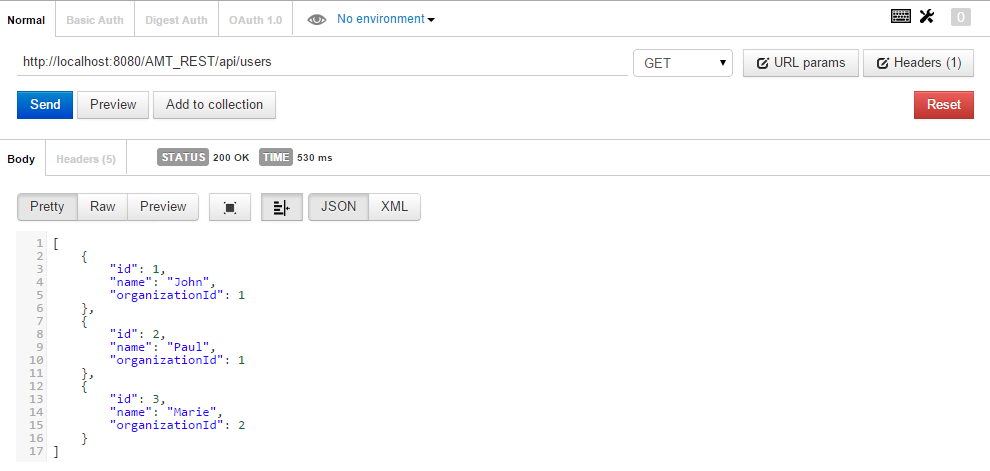 Normal Basic Auth Digest Auth OAuth 1.0 No environment 0
http://localhost:8080/AMT_REST/api/users GET URL params Headers (1)
Send Preview Add to collection Reset
Body Headers (5) STATUS 200 OK TIME 530 ms
Pretty Raw Preview JSON XML
1 [
2 {
3 "id": 1,
4 "name": "John",
5 "organizationId": 1
6 },
7 {
8 "id": 2,
9 "name": "Paul",
10 "organizationId": 1
11 },
12 {
13 "id": 3,
14 "name": "Marie",
15 "organizationId": 2
16 }
17 ]